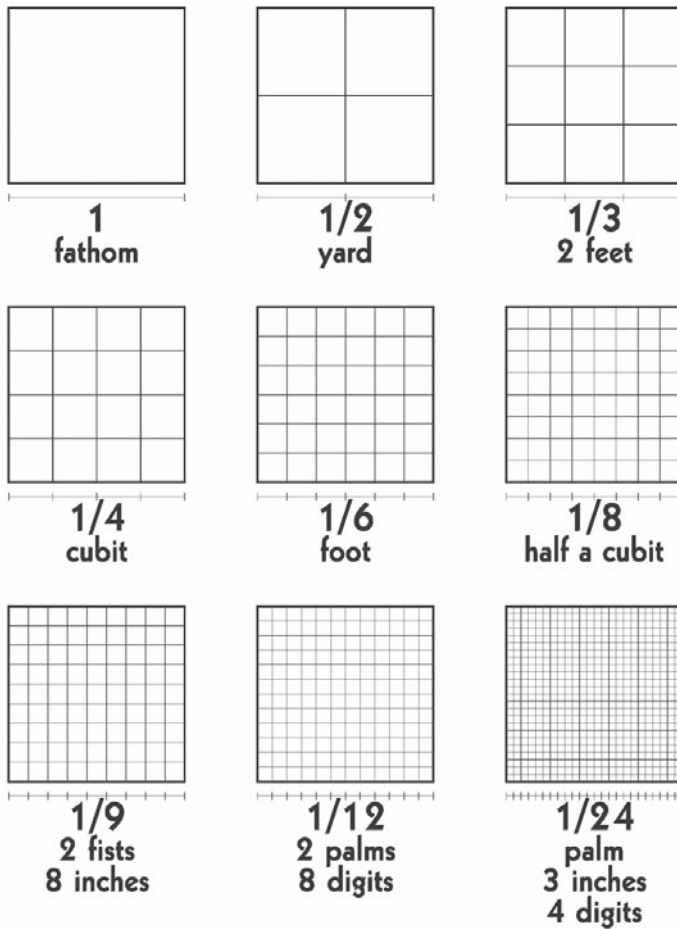 1
fathom
1/2
yard
1/3
2 feet
1/4
cubit
1/6
foot
1/8
half a cubit
1/9
2 fists
8 inches
1/12
2 palms
8 digits
1/24
palm
3 inches
4 digits